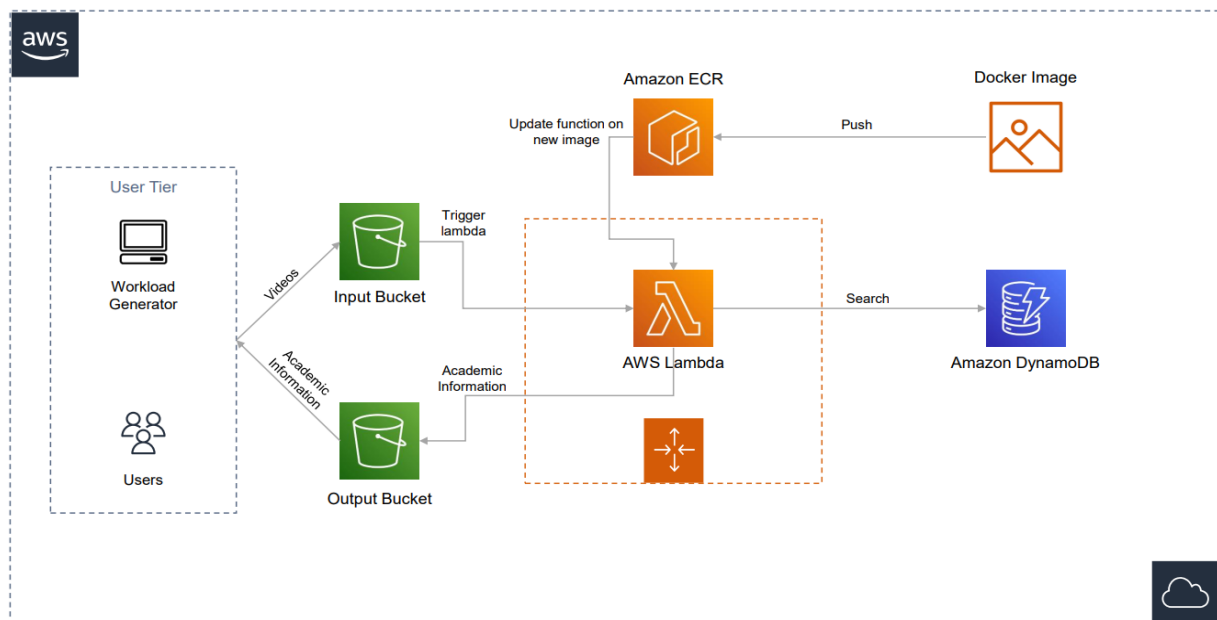 aws
Amazon ECR
Docker Image
Update function on
new image
Push
User Tier
Workload
Generator
Videos
Input Bucket
Trigger
lambda
AWS Lambda
Search
Amazon DynamoDB
Academic
Information
Academic
Information
Users
Output Bucket